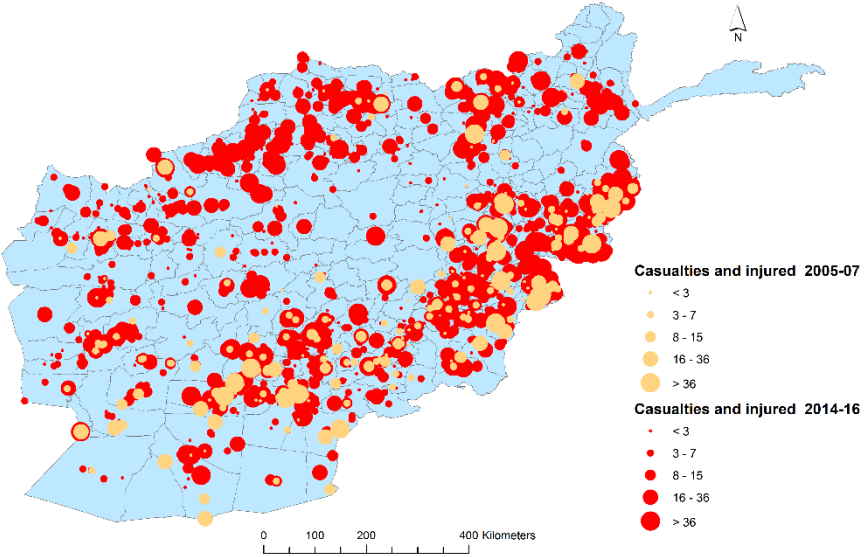 N
Casualties and injured 2005-07
< 3
3 - 7
8 - 15
16 - 36
> 36
Casualties and injured 2014-16
< 3
3 - 7
8 - 15
16 - 36
> 36
0 100 200 400 Kilometers